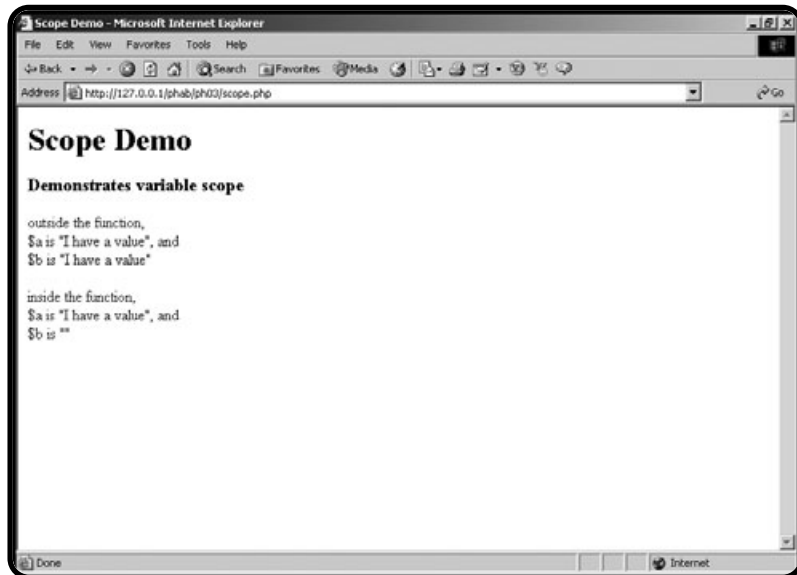 Scope Demo - Microsoft Internet Explorer
File Edit View Favorites Tools Help
Back Search Favorites Media
Address http://127.0.0.1/phab/ph03/scope.php Go
Scope Demo
Demonstrates variable scope
outside the function,
$a is "I have a value", and
$b is "I have a value"
inside the function,
$a is "I have a value", and
$b is ""
Done Internet